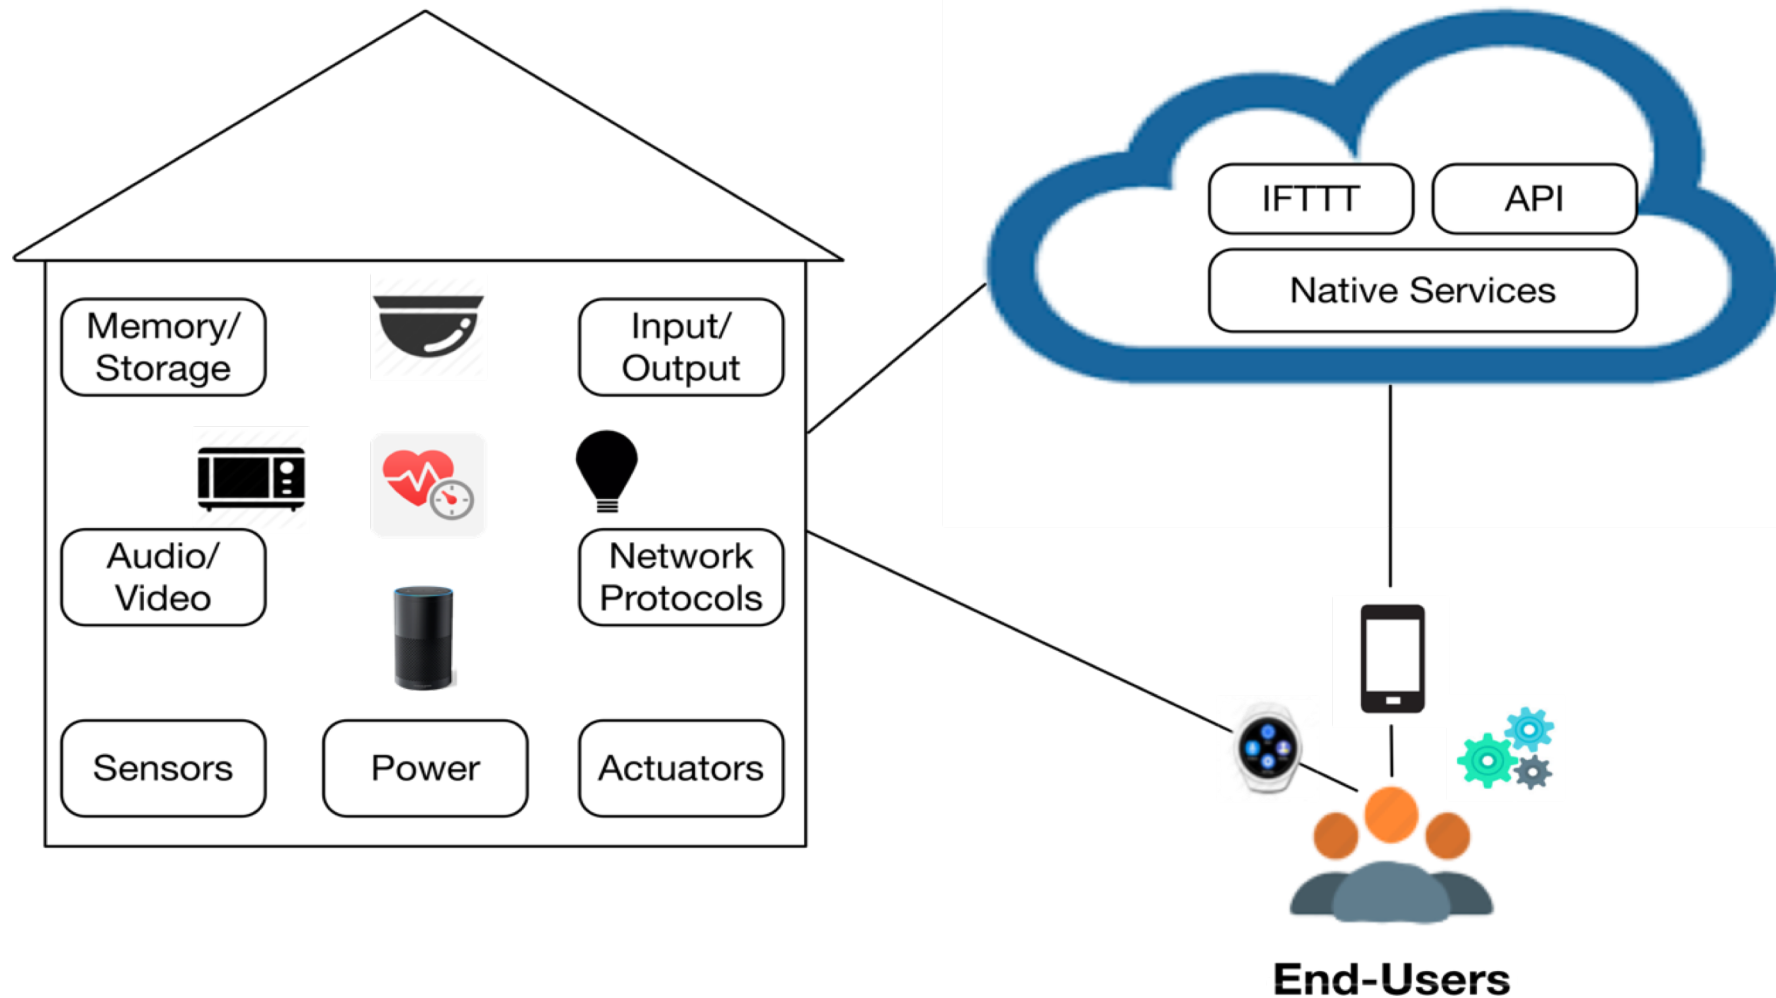 IFTTT
API
Native Services
Memory/
Storage
Input/
Output
Audio/
Video
Network
Protocols
Sensors
Power
Actuators
End-Users